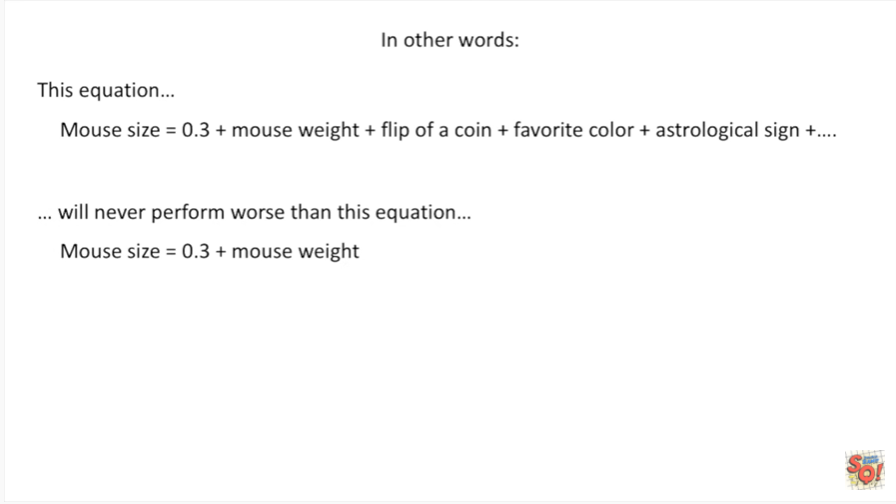 In other words:
This equation…
Mouse size = 0.3 + mouse weight + flip of a coin + favorite color + astrological sign +….
… will never perform worse than this equation…
Mouse size = 0.3 + mouse weight
SQ!